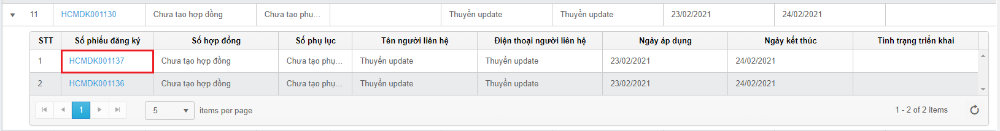 11 HCMDK001130 Chưa tạo hợp đồng Chưa tạo phụ... Thuyền update Thuyền update 23/02/2021 24/02/2021
STT Số phiếu đăng ký Số hợp đồng Số phụ lục Tên người liên hệ Điện thoại người liên hệ Ngày áp dụng Ngày kết thúc Tình trạng triển khai
1 HCMDK001137 Chưa tạo hợp đồng Chưa tạo phụ... Thuyền update Thuyền update 23/02/2021 24/02/2021
2 HCMDK001136 Chưa tạo hợp đồng Chưa tạo phụ... Thuyền update Thuyền update 23/02/2021 24/02/2021
1 5 items per page 1 - 2 of 2 items